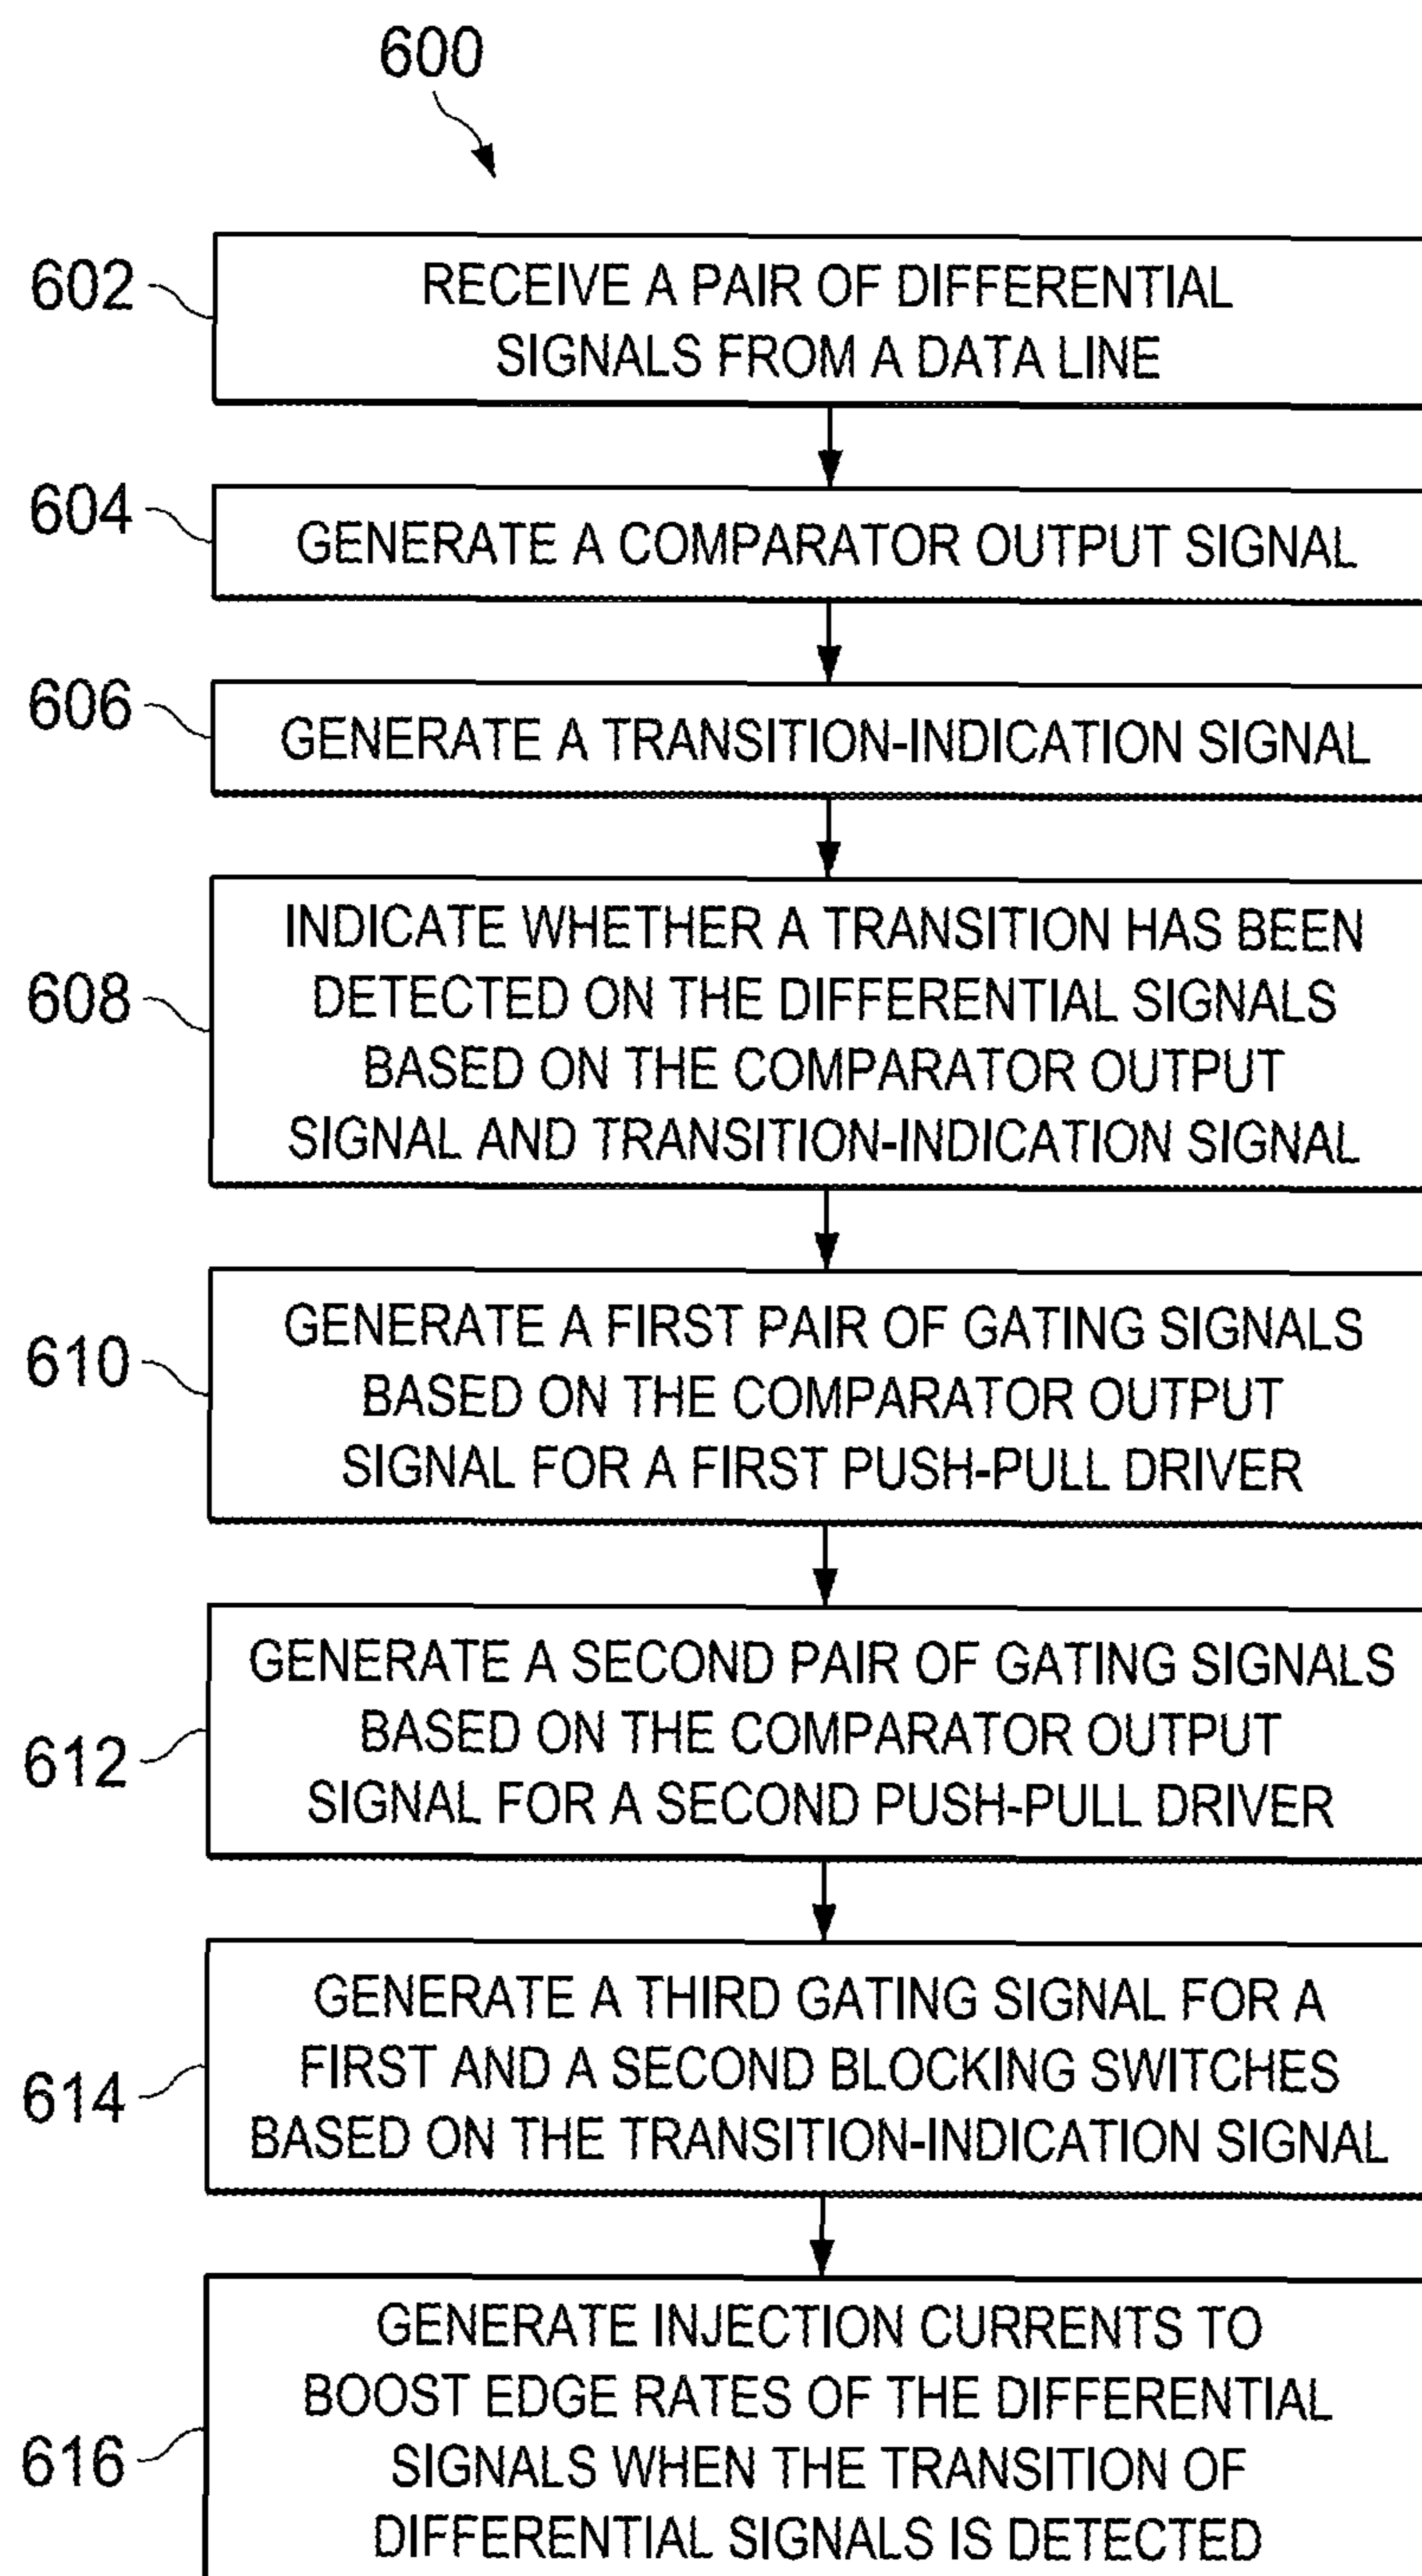 600
602
RECEIVE A PAIR OF DIFFERENTIAL
SIGNALS FROM A DATA LINE
604
GENERATE A COMPARATOR OUTPUT SIGNAL
606
GENERATE A TRANSITION-INDICATION SIGNAL
608
INDICATE WHETHER A TRANSITION HAS BEEN
DETECTED ON THE DIFFERENTIAL SIGNALS
BASED ON THE COMPARATOR OUTPUT
SIGNAL AND TRANSITION-INDICATION SIGNAL
610
GENERATE A FIRST PAIR OF GATING SIGNALS
BASED ON THE COMPARATOR OUTPUT
SIGNAL FOR A FIRST PUSH-PULL DRIVER
612
GENERATE A SECOND PAIR OF GATING SIGNALS
BASED ON THE COMPARATOR OUTPUT
SIGNAL FOR A SECOND PUSH-PULL DRIVER
614
GENERATE A THIRD GATING SIGNAL FOR A
FIRST AND A SECOND BLOCKING SWITCHES
BASED ON THE TRANSITION-INDICATION SIGNAL
616
GENERATE INJECTION CURRENTS TO
BOOST EDGE RATES OF THE DIFFERENTIAL
SIGNALS WHEN THE TRANSITION OF
DIFFERENTIAL SIGNALS IS DETECTED